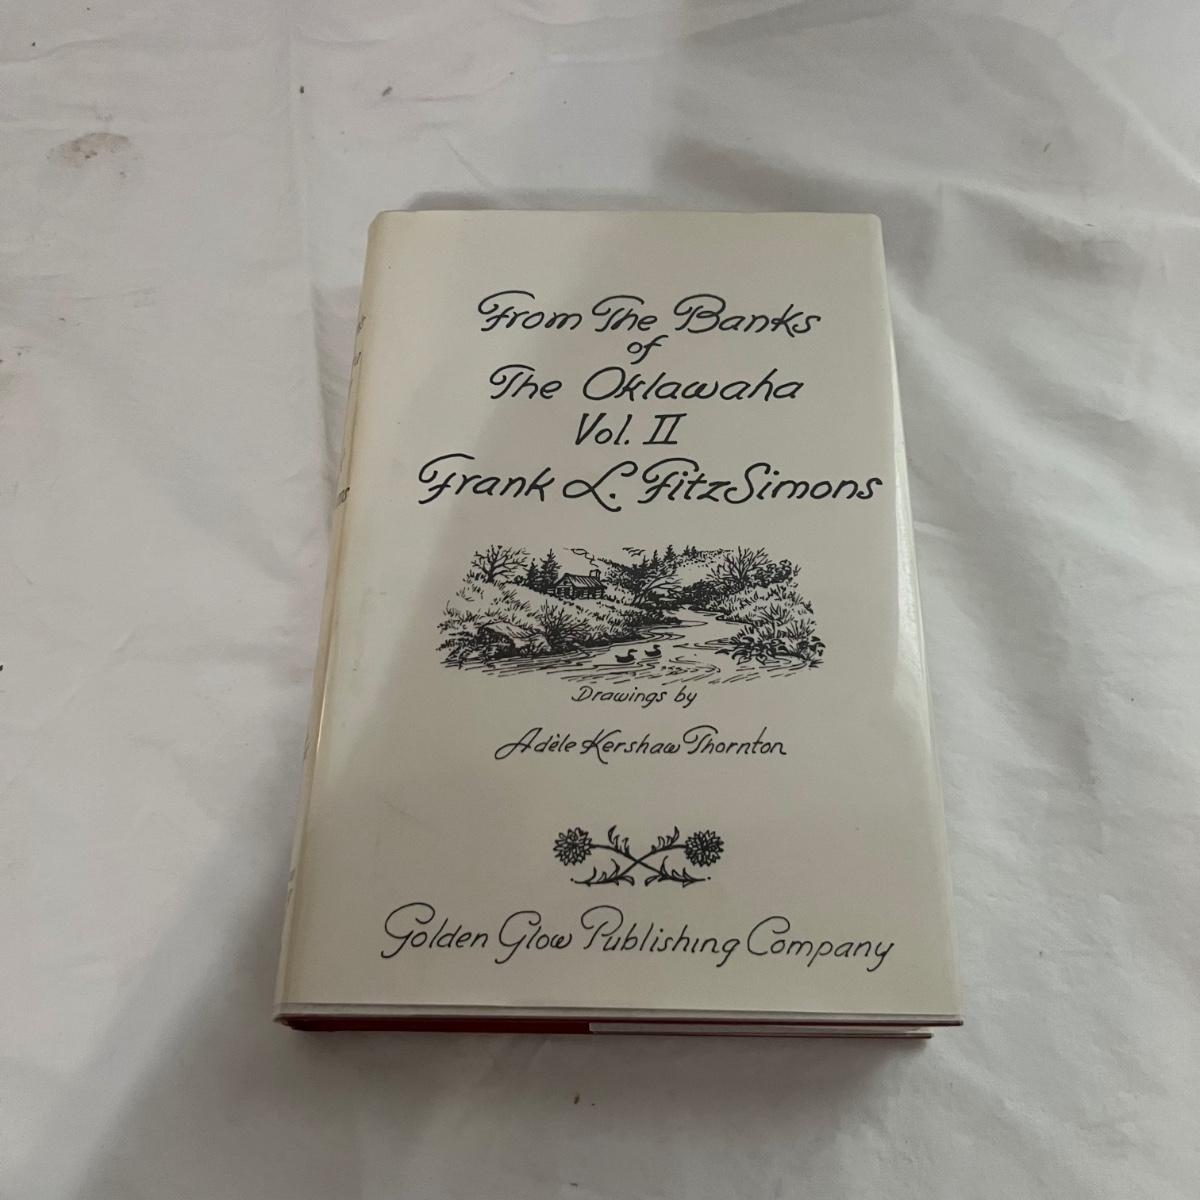 From The Banks
of
The Oklawaha
Vol. II
Frank L. FitzSimons
Drawings by
Adèle Kershaw Thornton
Golden Glow Publishing Company